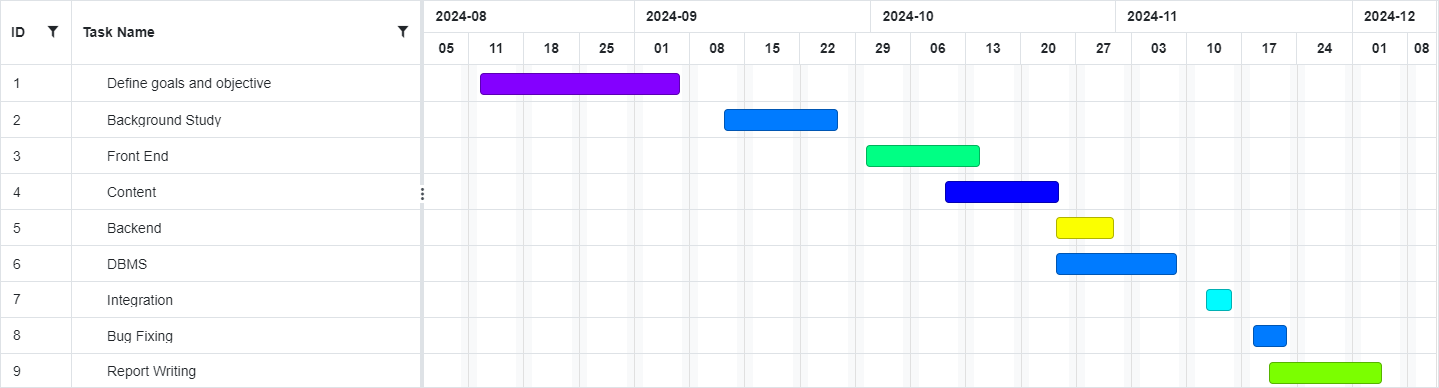 2024-08 2024-09 2024-10 2024-11 2024-12
ID Task Name
05 11 18 25 01 08 15 22 29 06 13 20 27 03 10 17 24 01 08
1 Define goals and objective
2 Background Study
3 Front End
4 Content
5 Backend
6 DBMS
7 Integration
8 Bug Fixing
9 Report Writing